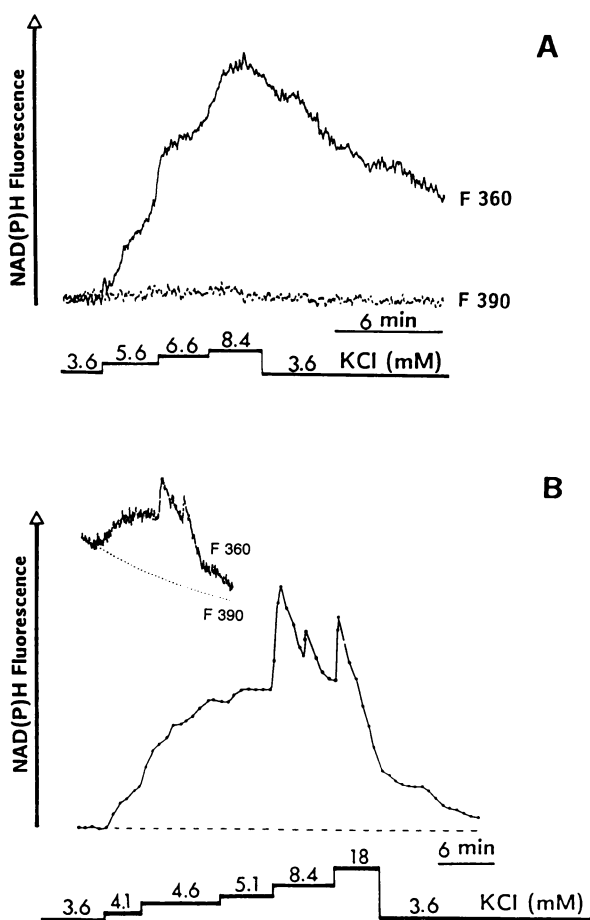 A
NAD(P)H Fluorescence
F 360
F 390
6 min
3.6 5.6 6.6 8.4 3.6 KCl (mM)
B
NAD(P)H Fluorescence
F 360
F 390
6 min
3.6 4.1 4.6 5.1 8.4 18 3.6 KCl (mM)